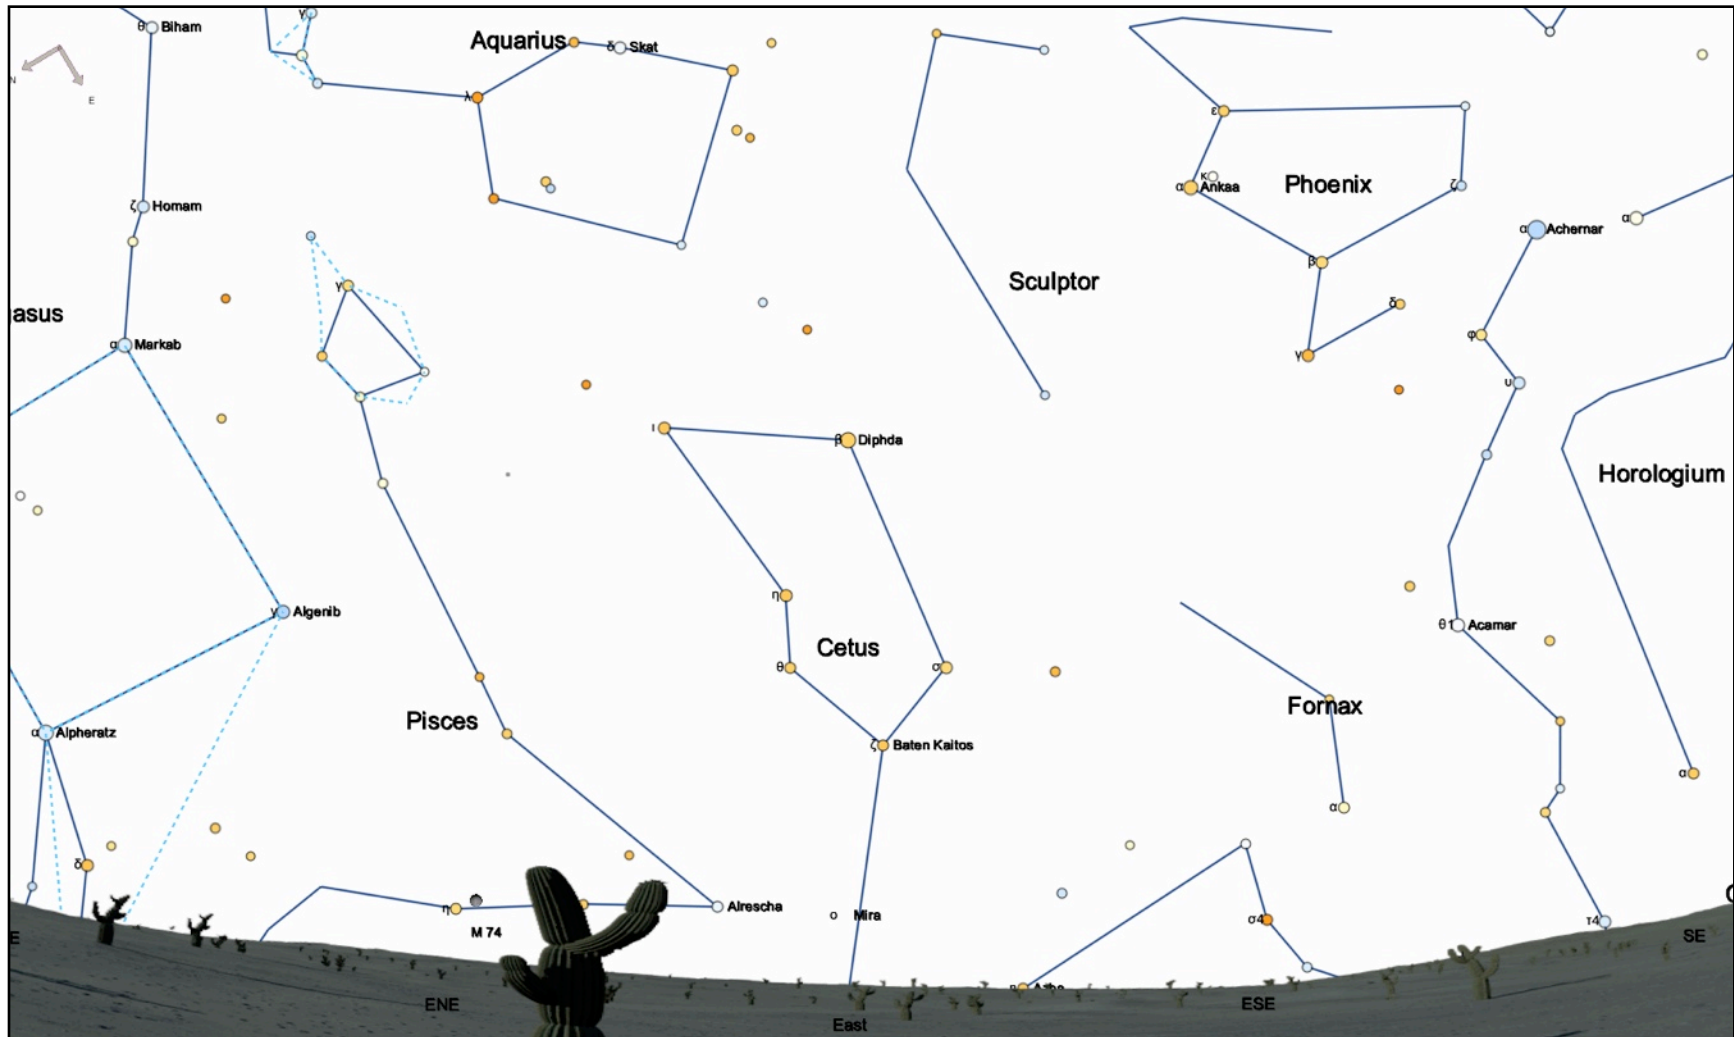 γ
θ Biham
Aquarius
δ Skat
N
E
λ
ε
κ
α Ankaa
Phoenix
ζ
ζ Homam
α
α Achernar
β
Sculptor
γ
δ
asus
α Markab
φ
γ
υ
ι
β Diphda
Horologium
η
γ Algenib
θ1 Acamar
Cetus
θ
σ
Fornax
Pisces
α Alpheratz
ζ Baten Kaitos
α
α
δ
η
Alrescha
ο Mira
σ4
τ4
M 74
E
SE
ENE
East
ESE